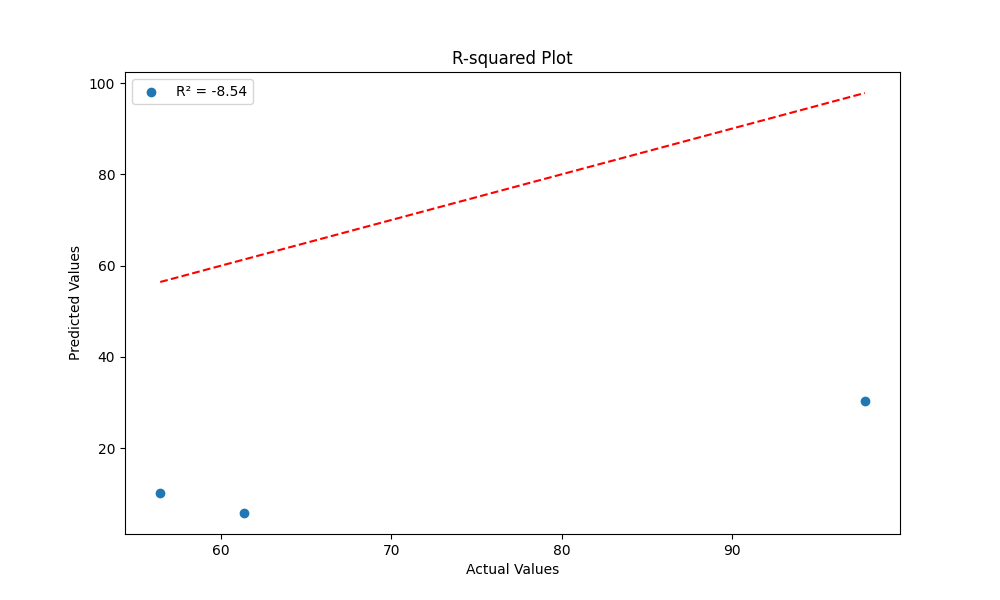 R-squared Plot
R² = -8.54
100
80
60
40
20
Predicted Values
60 70 80 90
Actual Values